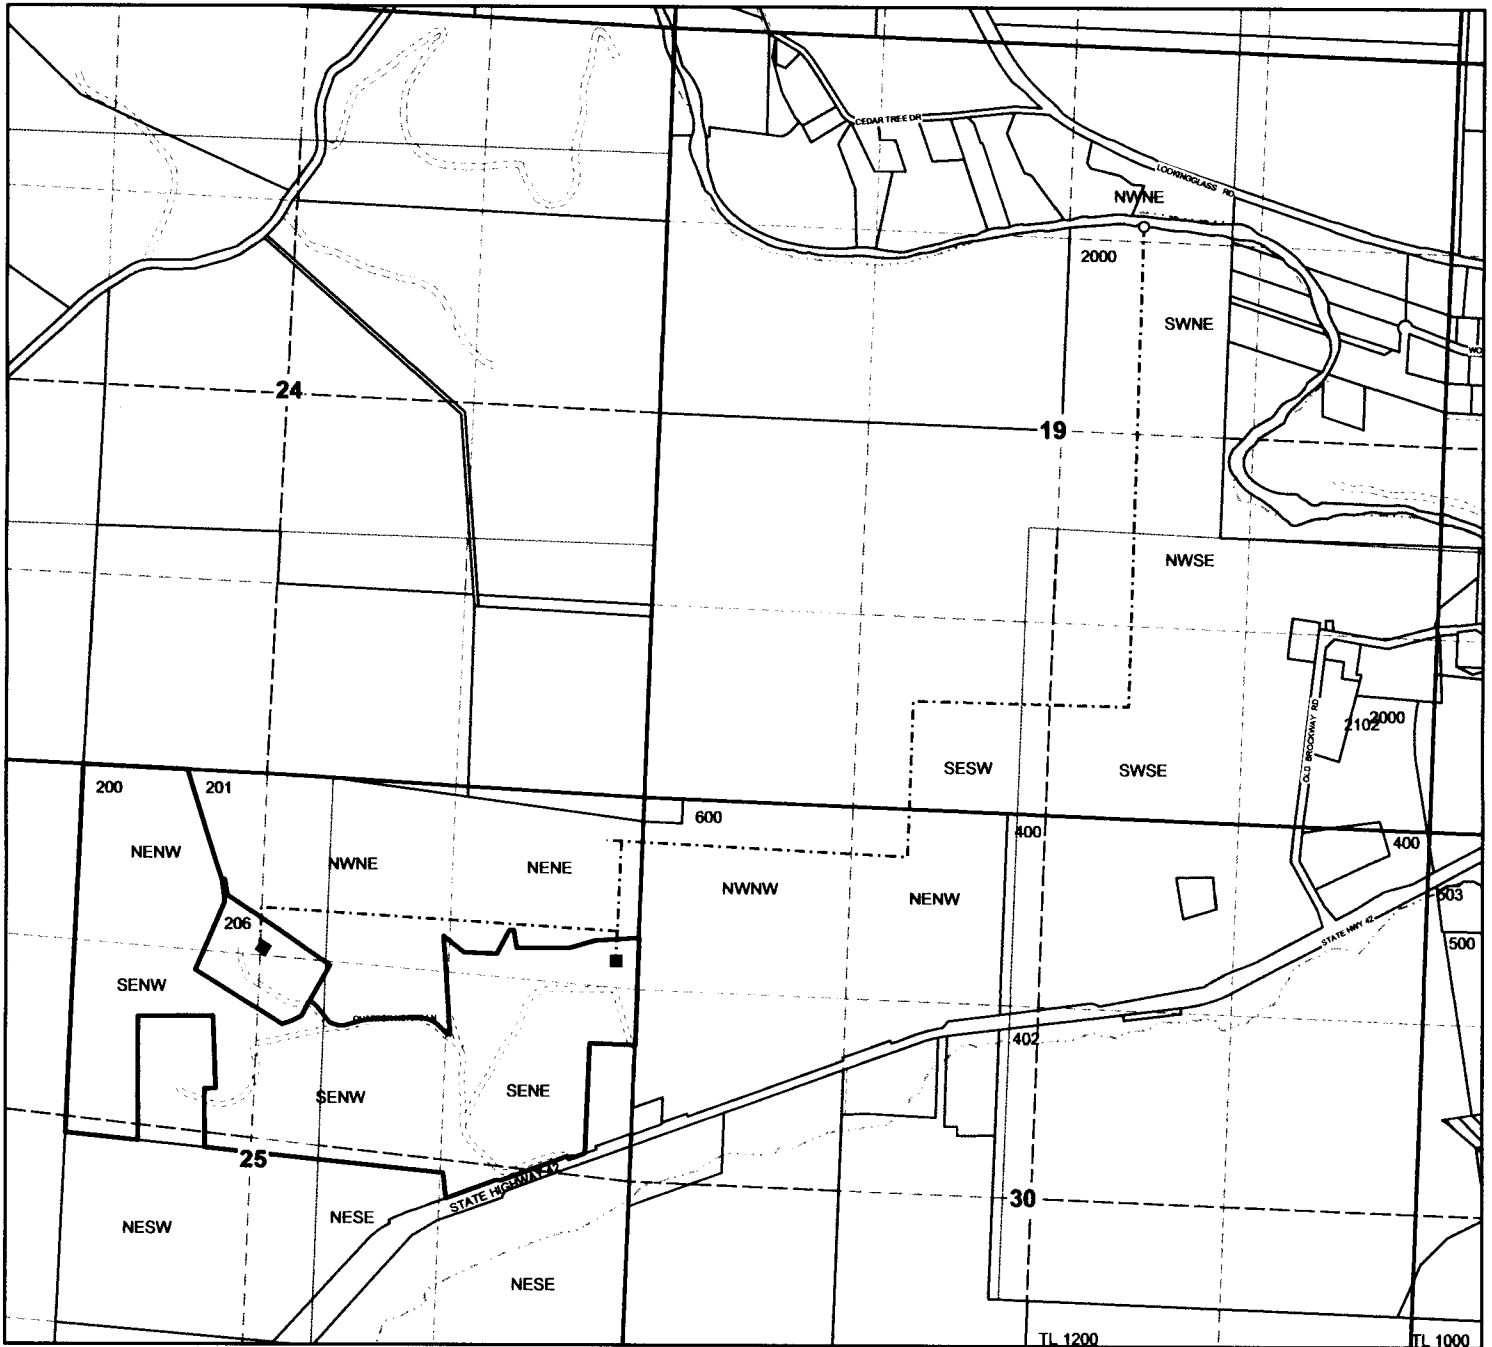 CEDAR TREE DR
LOOKINGGLASS RD
NWNE
2000
SWNE
WO
24
19
NWSE
OLD BROCKWAY RD
2102
2000
SESW
SWSE
200
201
600
400
400
NENW
NWNE
NENE
NWNW
NENW
503
206
STATE HWY 42
500
SENW
402
SENW
SENE
25
STATE HIGHWAY 42
30
NESW
NESE
NESE
TL 1200
TL 1000